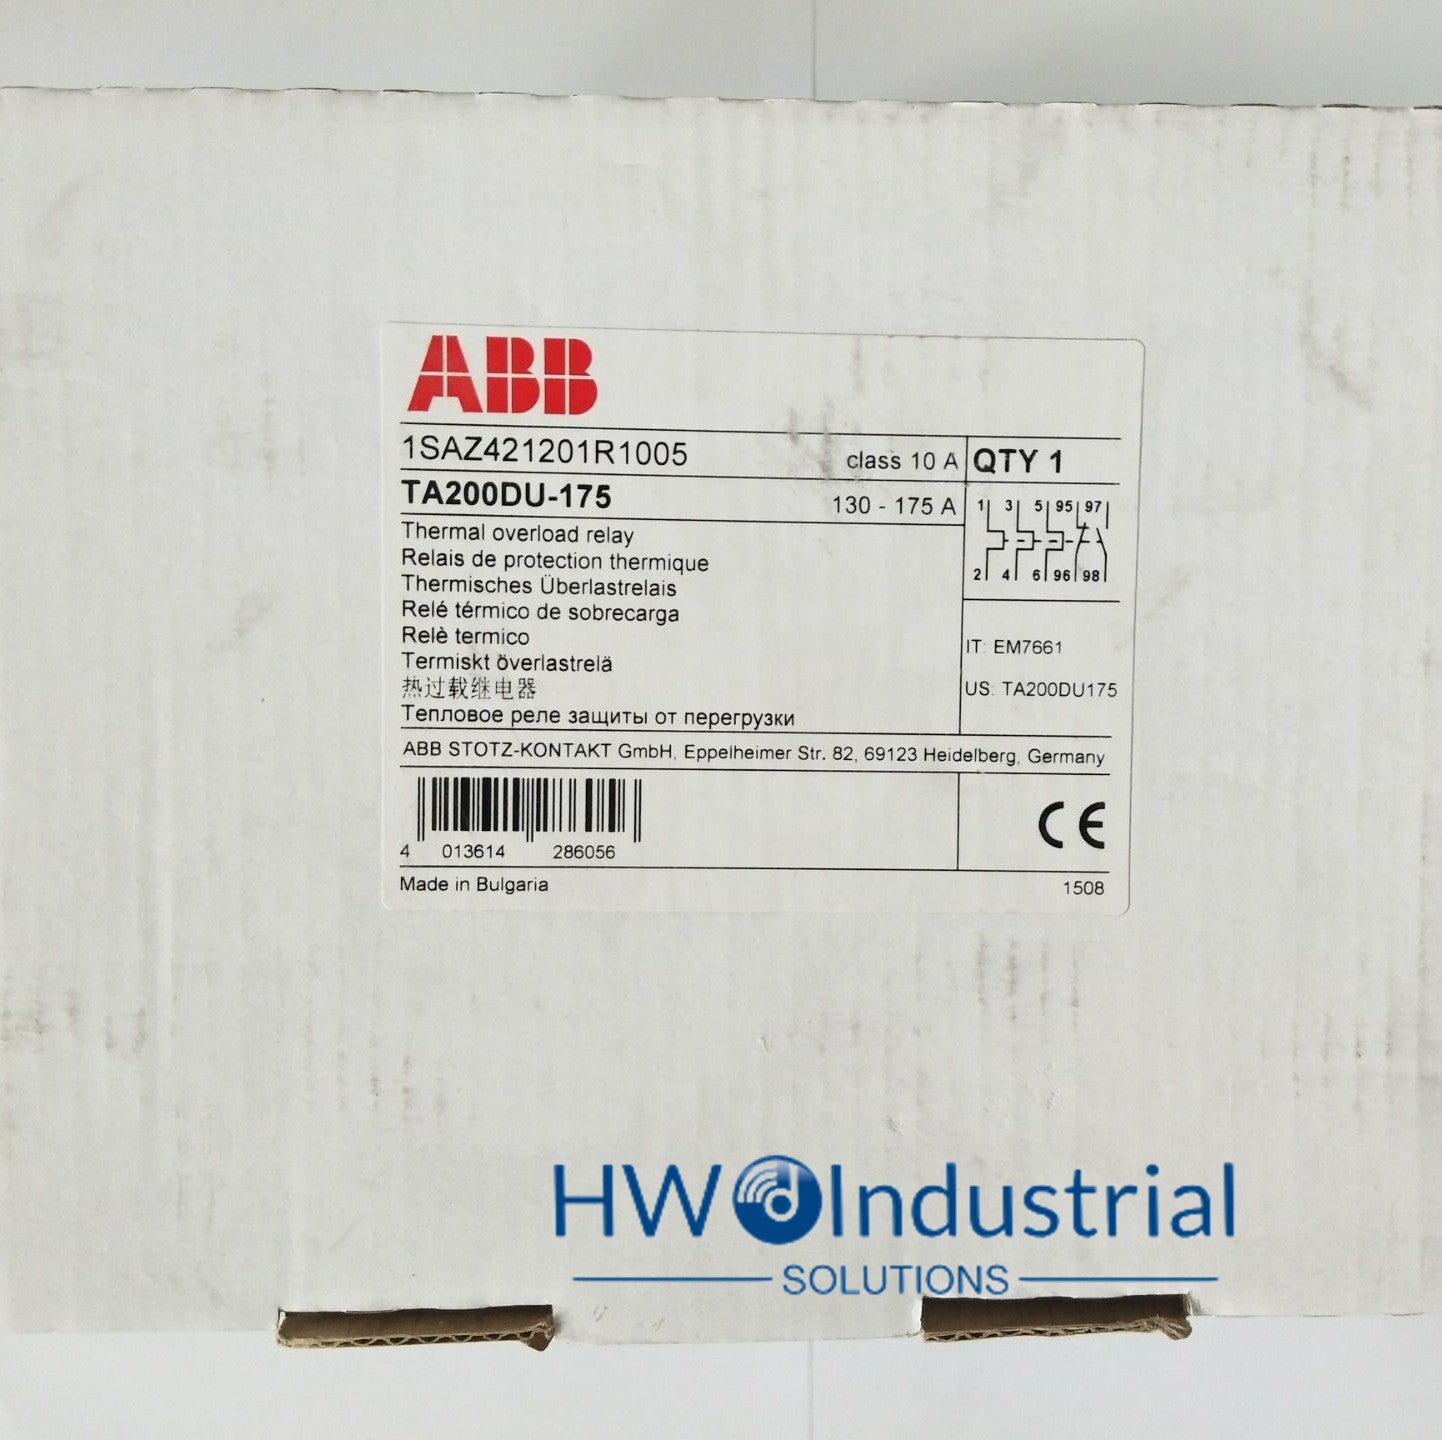 ABB
1SAZ421201R1005 class 10 A QTY 1
TA200DU-175 130 - 175 A
1 3 5 95 97
2 4 6 96 98
Thermal overload relay
Relais de protection thermique
Thermisches Überlastrelais
Relé térmico de sobrecarga
Relè termico
Termiskt överlastrelä
热过载继电器
Тепловое реле защиты от перегрузки
IT: EM7661
US: TA200DU175
ABB STOTZ-KONTAKT GmbH, Eppelheimer Str. 82, 69123 Heidelberg, Germany
4 013614 286056
CE
Made in Bulgaria 1508
HW Industrial
SOLUTIONS